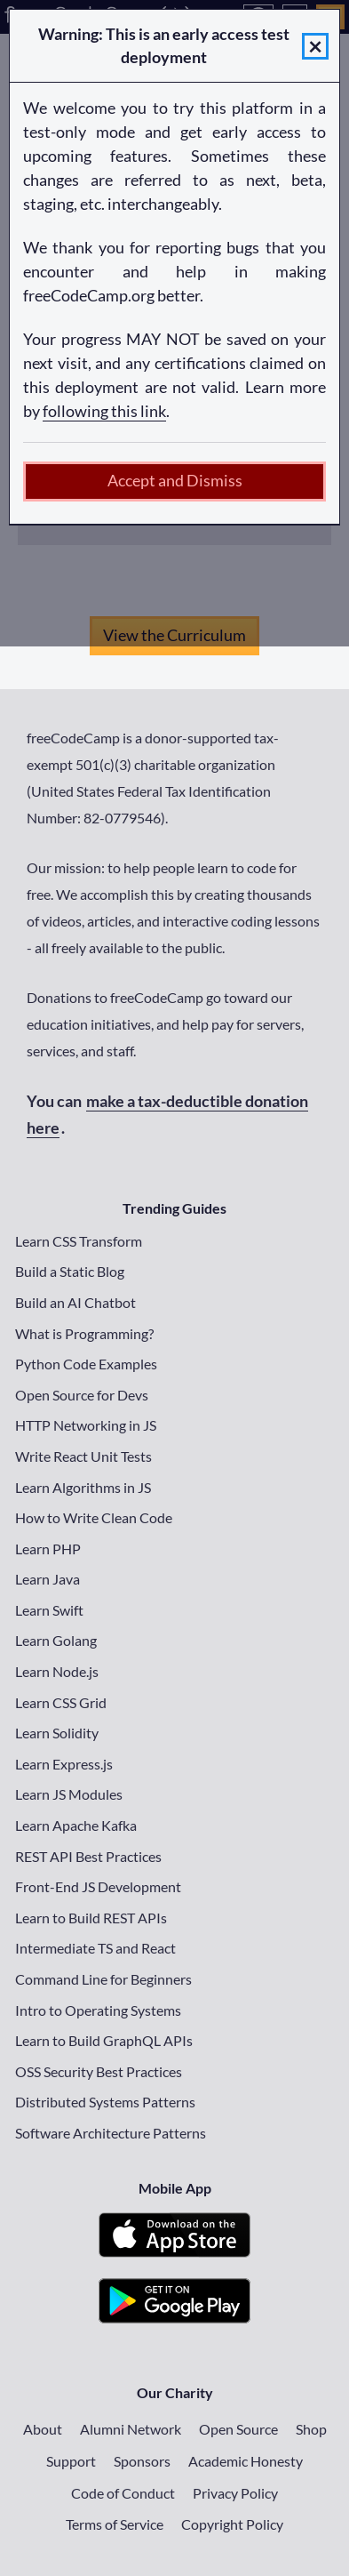 Warning: This is an early access test
deployment
×
We welcome you to try this platform in a
test-only mode and get early access to
upcoming features. Sometimes these
changes are referred to as next, beta,
staging, etc. interchangeably.
We thank you for reporting bugs that you
encounter and help in making
freeCodeCamp.org better.
Your progress MAY NOT be saved on your
next visit, and any certifications claimed on
this deployment are not valid. Learn more
by following this link.
Accept and Dismiss
View the Curriculum
freeCodeCamp is a donor-supported tax-
exempt 501(c)(3) charitable organization
(United States Federal Tax Identification
Number: 82-0779546).
Our mission: to help people learn to code for
free. We accomplish this by creating thousands
of videos, articles, and interactive coding lessons
- all freely available to the public.
Donations to freeCodeCamp go toward our
education initiatives, and help pay for servers,
services, and staff.
You can make a tax-deductible donation
here.
Trending Guides
Learn CSS Transform
Build a Static Blog
Build an AI Chatbot
What is Programming?
Python Code Examples
Open Source for Devs
HTTP Networking in JS
Write React Unit Tests
Learn Algorithms in JS
How to Write Clean Code
Learn PHP
Learn Java
Learn Swift
Learn Golang
Learn Node.js
Learn CSS Grid
Learn Solidity
Learn Express.js
Learn JS Modules
Learn Apache Kafka
REST API Best Practices
Front-End JS Development
Learn to Build REST APIs
Intermediate TS and React
Command Line for Beginners
Intro to Operating Systems
Learn to Build GraphQL APIs
OSS Security Best Practices
Distributed Systems Patterns
Software Architecture Patterns
Mobile App
Download on the
App Store
GET IT ON
Google Play
Our Charity
About Alumni Network Open Source Shop
Support Sponsors Academic Honesty
Code of Conduct Privacy Policy
Terms of Service Copyright Policy